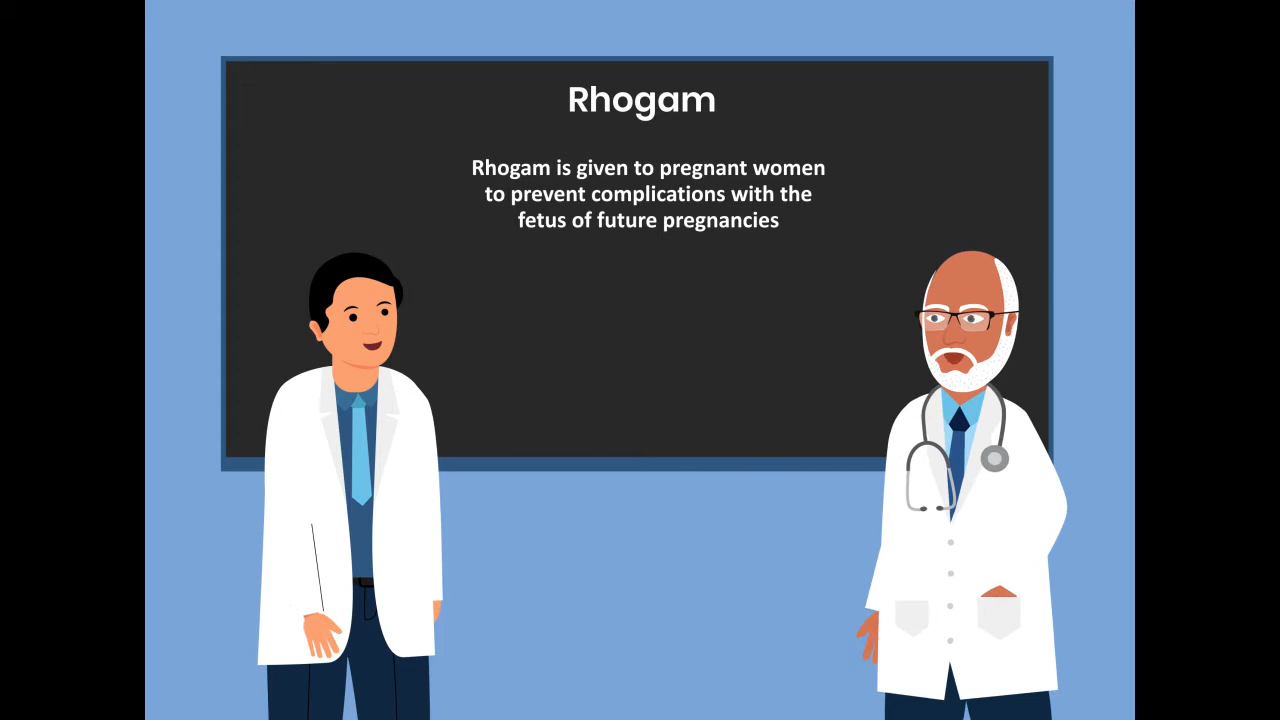 Rhogam
Rhogam is given to pregnant women
to prevent complications with the
fetus of future pregnancies